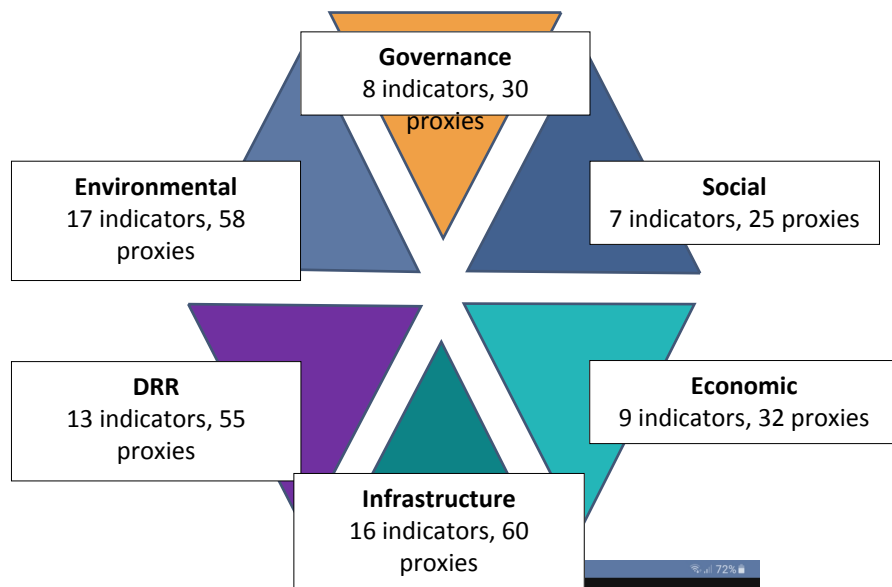 Governance
8 indicators, 30
proxies
Environmental
17 indicators, 58
proxies
Social
7 indicators, 25 proxies
DRR
13 indicators, 55
proxies
Economic
9 indicators, 32 proxies
Infrastructure
16 indicators, 60
proxies
72%